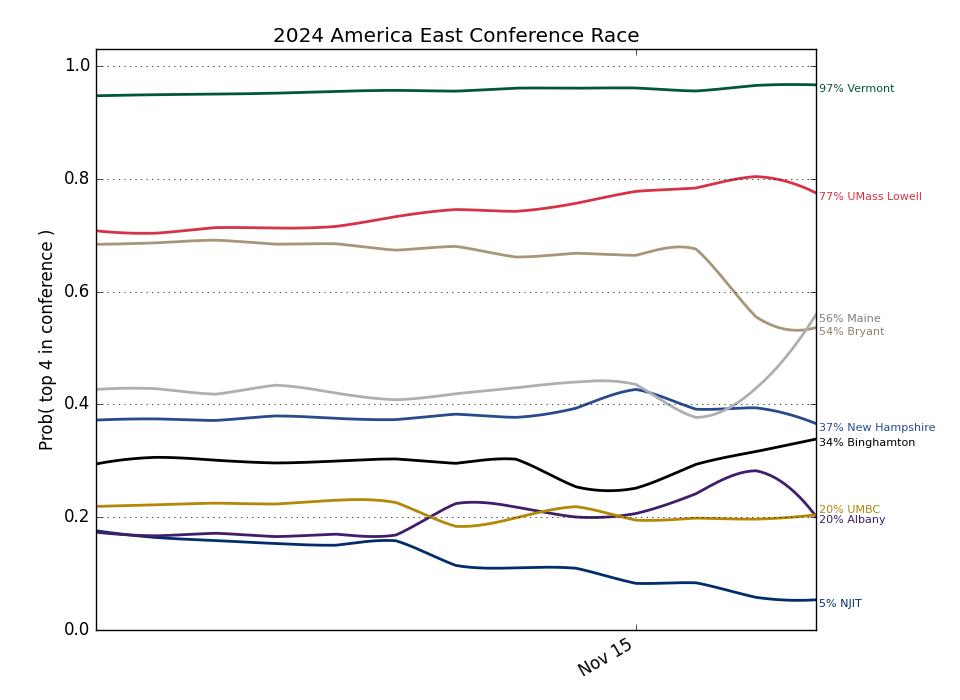 2024 America East Conference Race
1.0
0.8
0.6
0.4
0.2
0.0
Prob( top 4 in conference )
97% Vermont
77% UMass Lowell
56% Maine
54% Bryant
37% New Hampshire
34% Binghamton
20% UMBC
20% Albany
5% NJIT
Nov 15